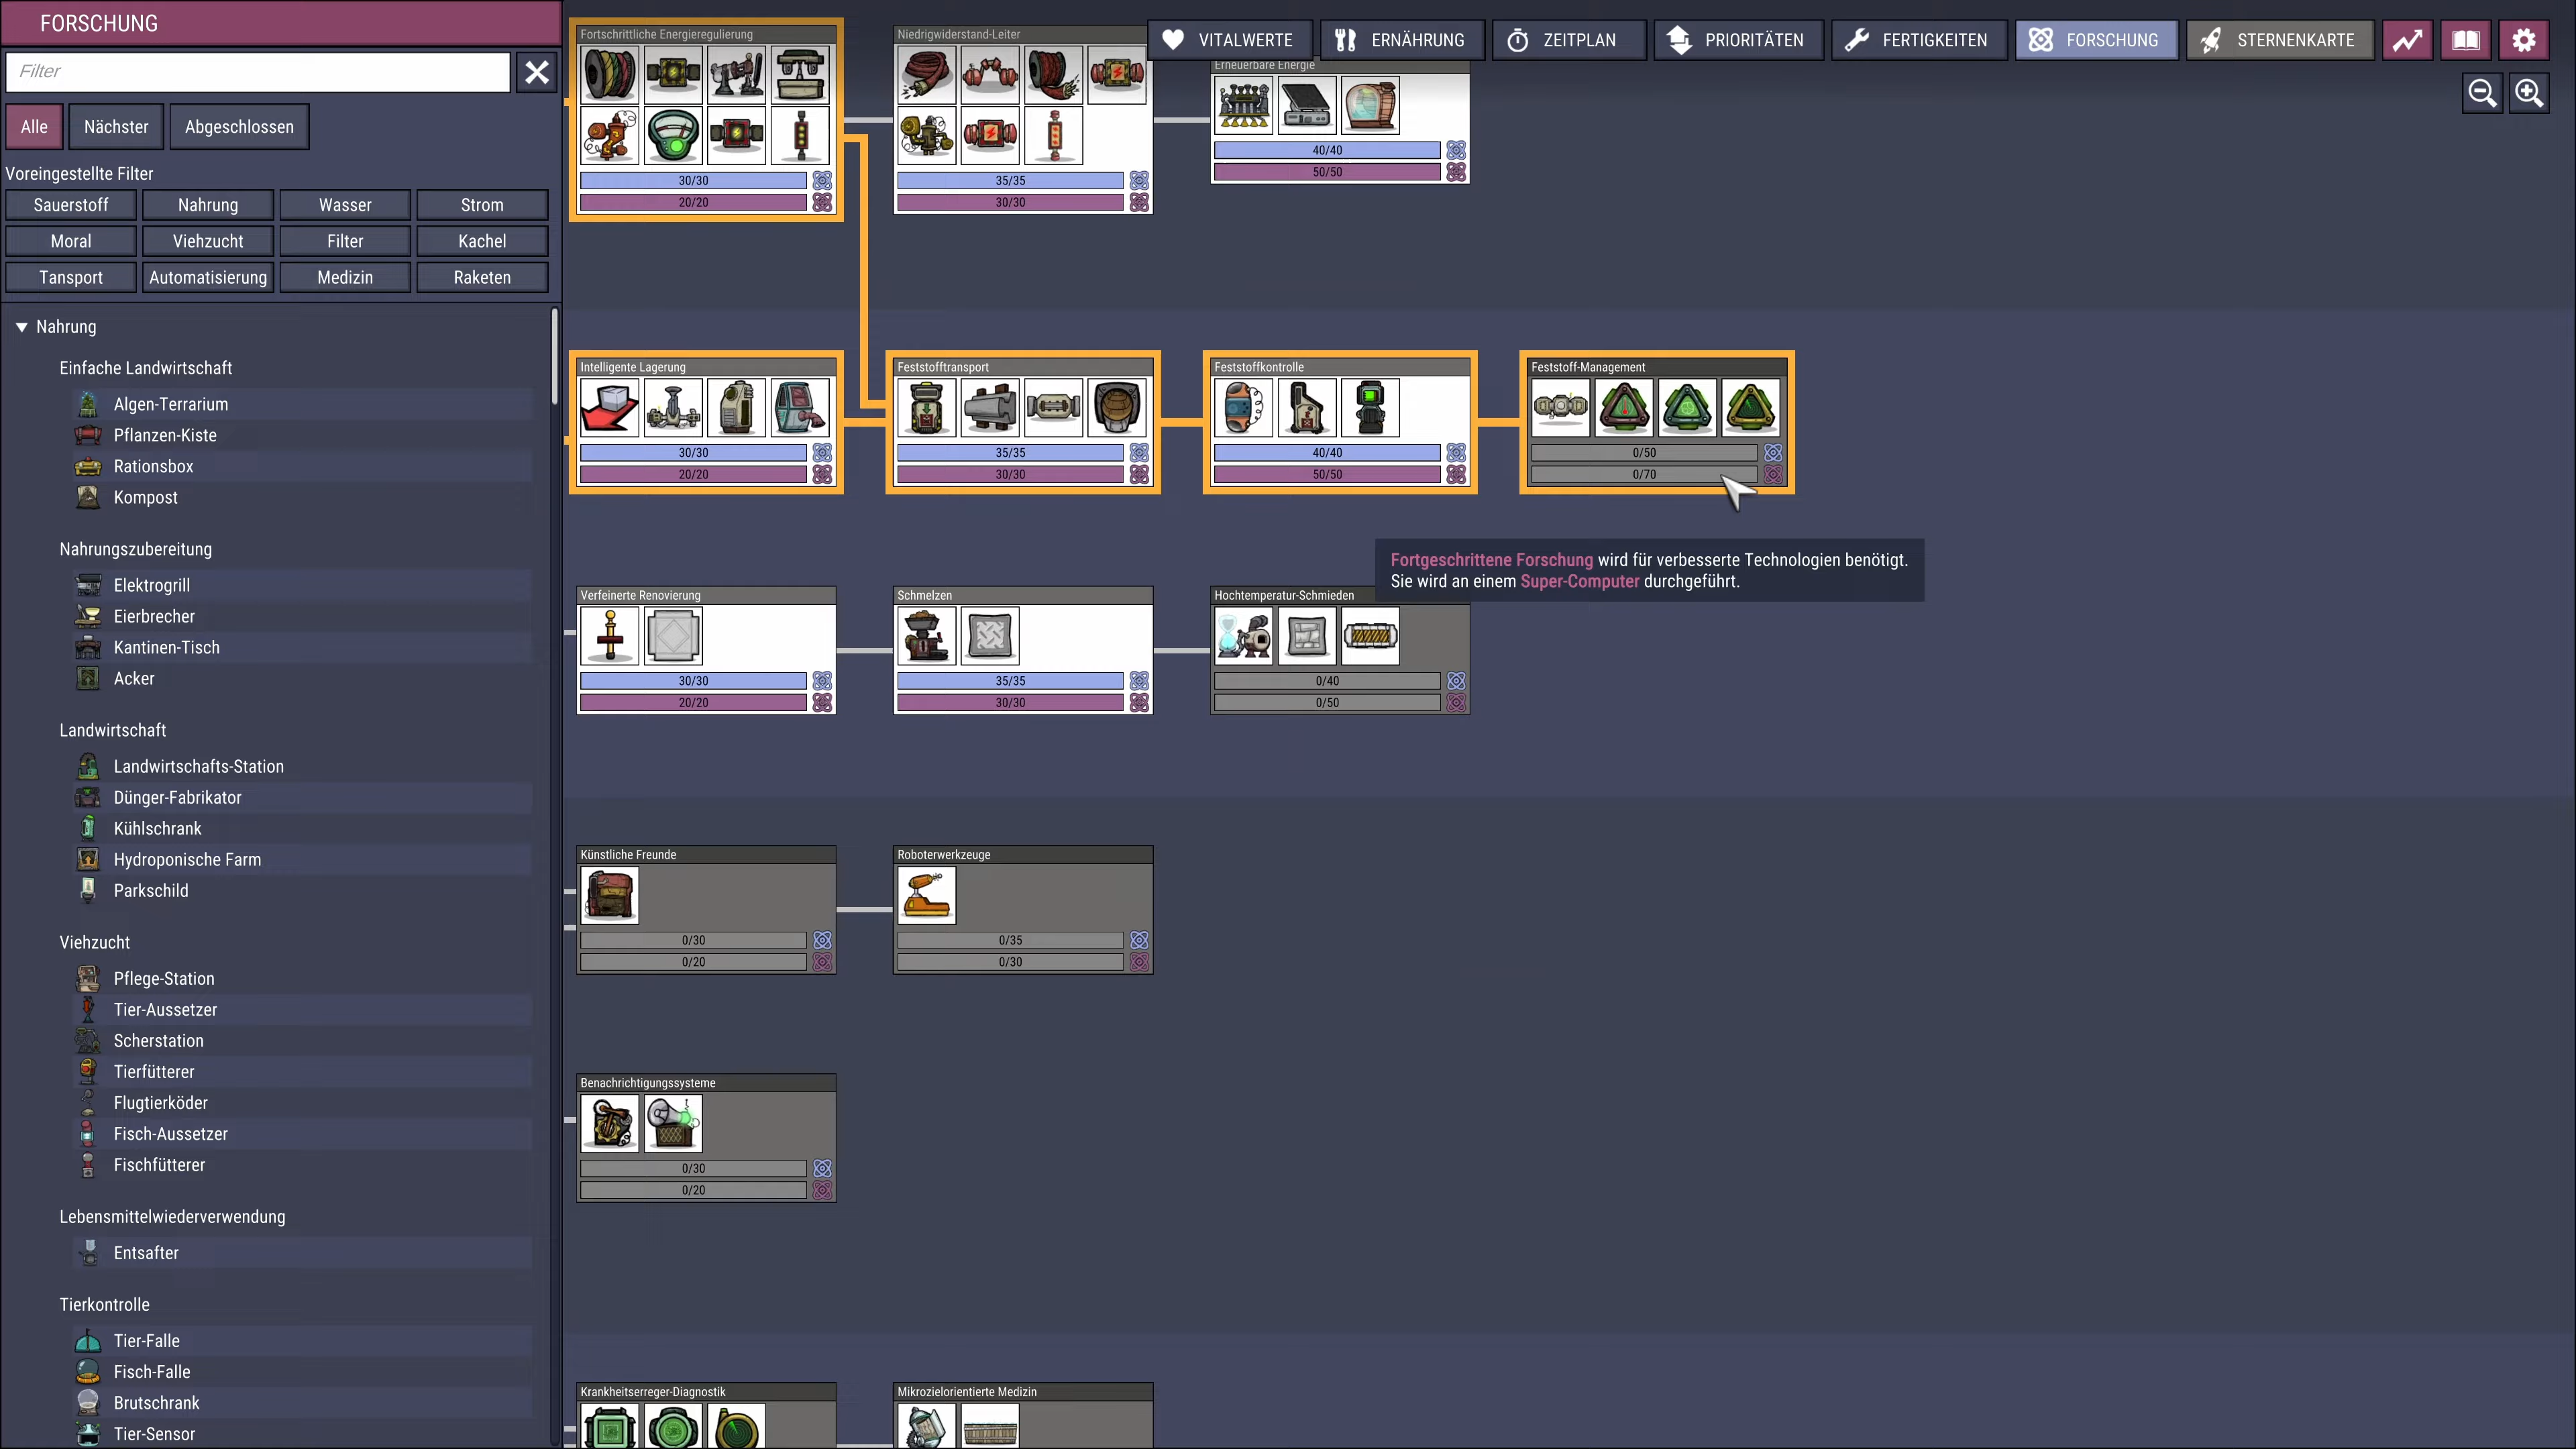 FORSCHUNG
Filter
Alle Nächster Abgeschlossen
Voreingestellte Filter
Sauerstoff Nahrung Wasser Strom
Moral Viehzucht Filter Kachel
Tansport Automatisierung Medizin Raketen
Nahrung
Einfache Landwirtschaft
Algen-Terrarium
Pflanzen-Kiste
Rationsbox
Kompost
Nahrungszubereitung
Elektrogrill
Eierbrecher
Kantinen-Tisch
Acker
Landwirtschaft
Landwirtschafts-Station
Dünger-Fabrikator
Kühlschrank
Hydroponische Farm
Parkschild
Viehzucht
Pflege-Station
Tier-Aussetzer
Scherstation
Tierfütterer
Flugtierköder
Fisch-Aussetzer
Fischfütterer
Lebensmittelwiederverwendung
Entsafter
Tierkontrolle
Tier-Falle
Fisch-Falle
Brutschrank
Tier-Sensor
VITALWERTE ERNÄHRUNG ZEITPLAN PRIORITÄTEN FERTIGKEITEN FORSCHUNG STERNENKARTE
Fortschrittliche Energieregulierung
30/30
20/20
Niedrigwiderstand-Leiter
35/35
30/30
Erneuerbare Energie
40/40
50/50
Intelligente Lagerung
30/30
20/20
Feststofftransport
35/35
30/30
Feststoffkontrolle
40/40
50/50
Feststoff-Management
0/50
0/70
Fortgeschrittene Forschung wird für verbesserte Technologien benötigt.
Sie wird an einem Super-Computer durchgeführt.
Verfeinerte Renovierung
30/30
20/20
Schmelzen
35/35
30/30
Hochtemperatur-Schmieden
0/40
0/50
Künstliche Freunde
0/30
0/20
Roboterwerkzeuge
0/35
0/30
Benachrichtigungssysteme
0/30
0/20
Krankheitserreger-Diagnostik
Mikrozielorientierte Medizin